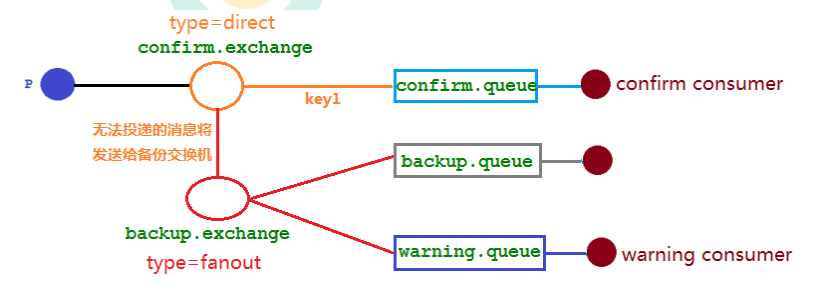 type=direct
confirm.exchange
P
confirm.queue
confirm consumer
key1
无法投递的消息将
发送给备份交换机
backup.queue
backup.exchange
type=fanout
warning.queue
warning consumer